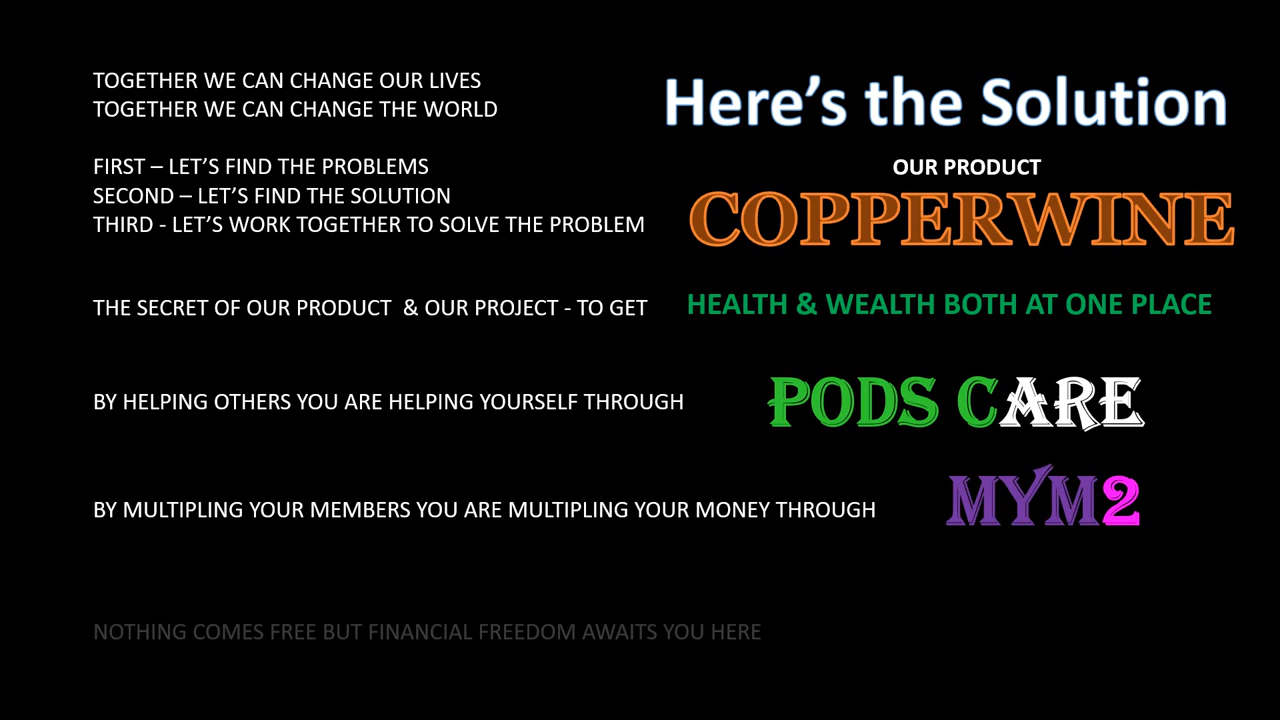 TOGETHER WE CAN CHANGE OUR LIVES
TOGETHER WE CAN CHANGE THE WORLD
Here’s the Solution
FIRST – LET’S FIND THE PROBLEMS
SECOND – LET’S FIND THE SOLUTION
THIRD - LET’S WORK TOGETHER TO SOLVE THE PROBLEM
OUR PRODUCT
COPPERWINE
THE SECRET OF OUR PRODUCT & OUR PROJECT - TO GET
HEALTH & WEALTH BOTH AT ONE PLACE
BY HELPING OTHERS YOU ARE HELPING YOURSELF THROUGH
PODS CARE
BY MULTIPLING YOUR MEMBERS YOU ARE MULTIPLING YOUR MONEY THROUGH
MYM2
NOTHING COMES FREE BUT FINANCIAL FREEDOM AWAITS YOU HERE